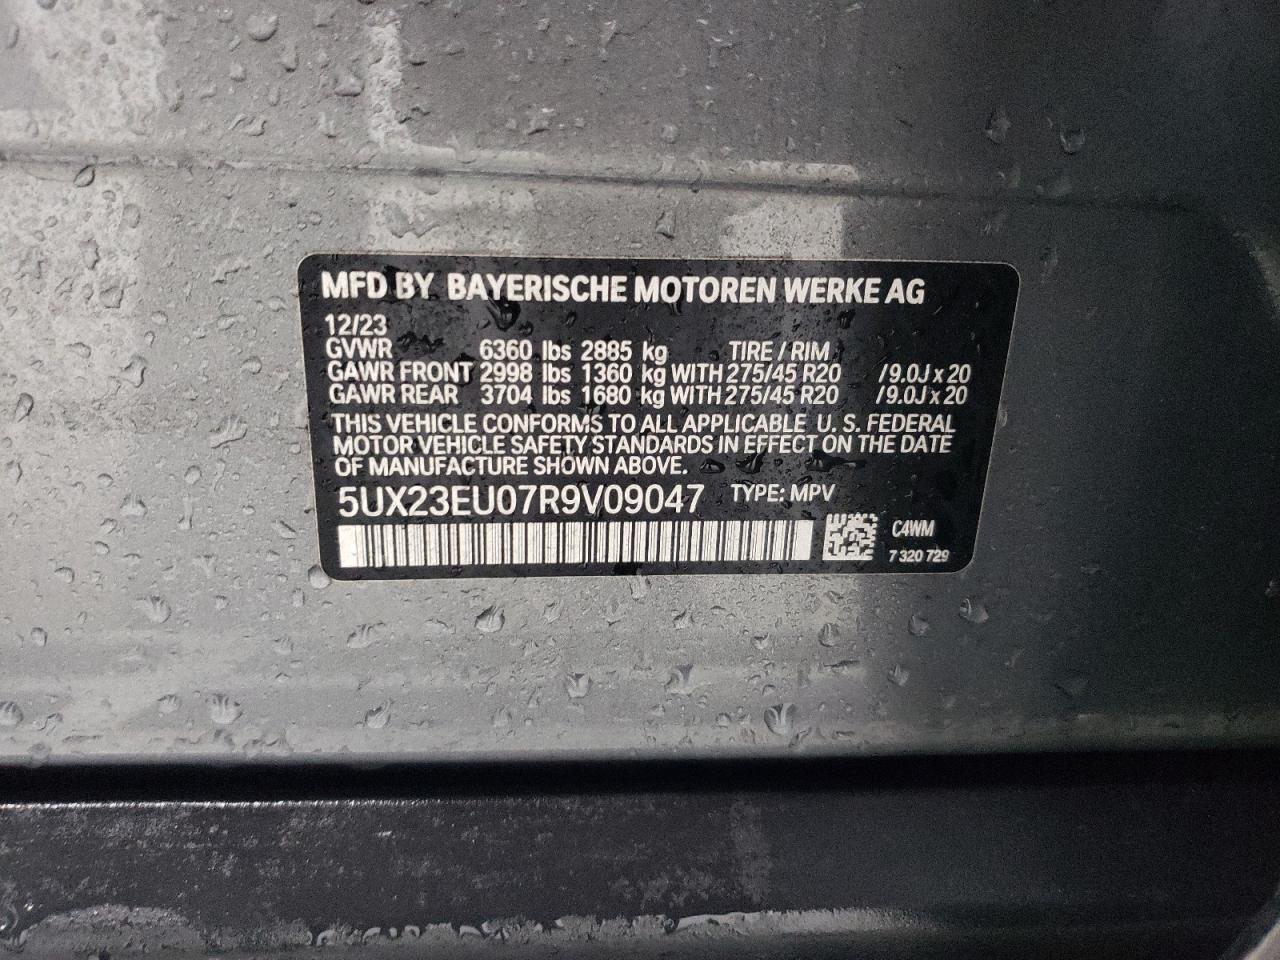 MFD BY BAYERISCHE MOTOREN WERKE AG
12/23
GVWR 6360 lbs 2885 kg TIRE / RIM
GAWR FRONT 2998 lbs 1360 kg WITH 275/45 R20 /9.0J x 20
GAWR REAR 3704 lbs 1680 kg WITH 275/45 R20 /9.0J x 20
THIS VEHICLE CONFORMS TO ALL APPLICABLE U. S. FEDERAL
MOTOR VEHICLE SAFETY STANDARDS IN EFFECT ON THE DATE
OF MANUFACTURE SHOWN ABOVE.
5UX23EU07R9V09047 TYPE: MPV
C4WM
7 320 729